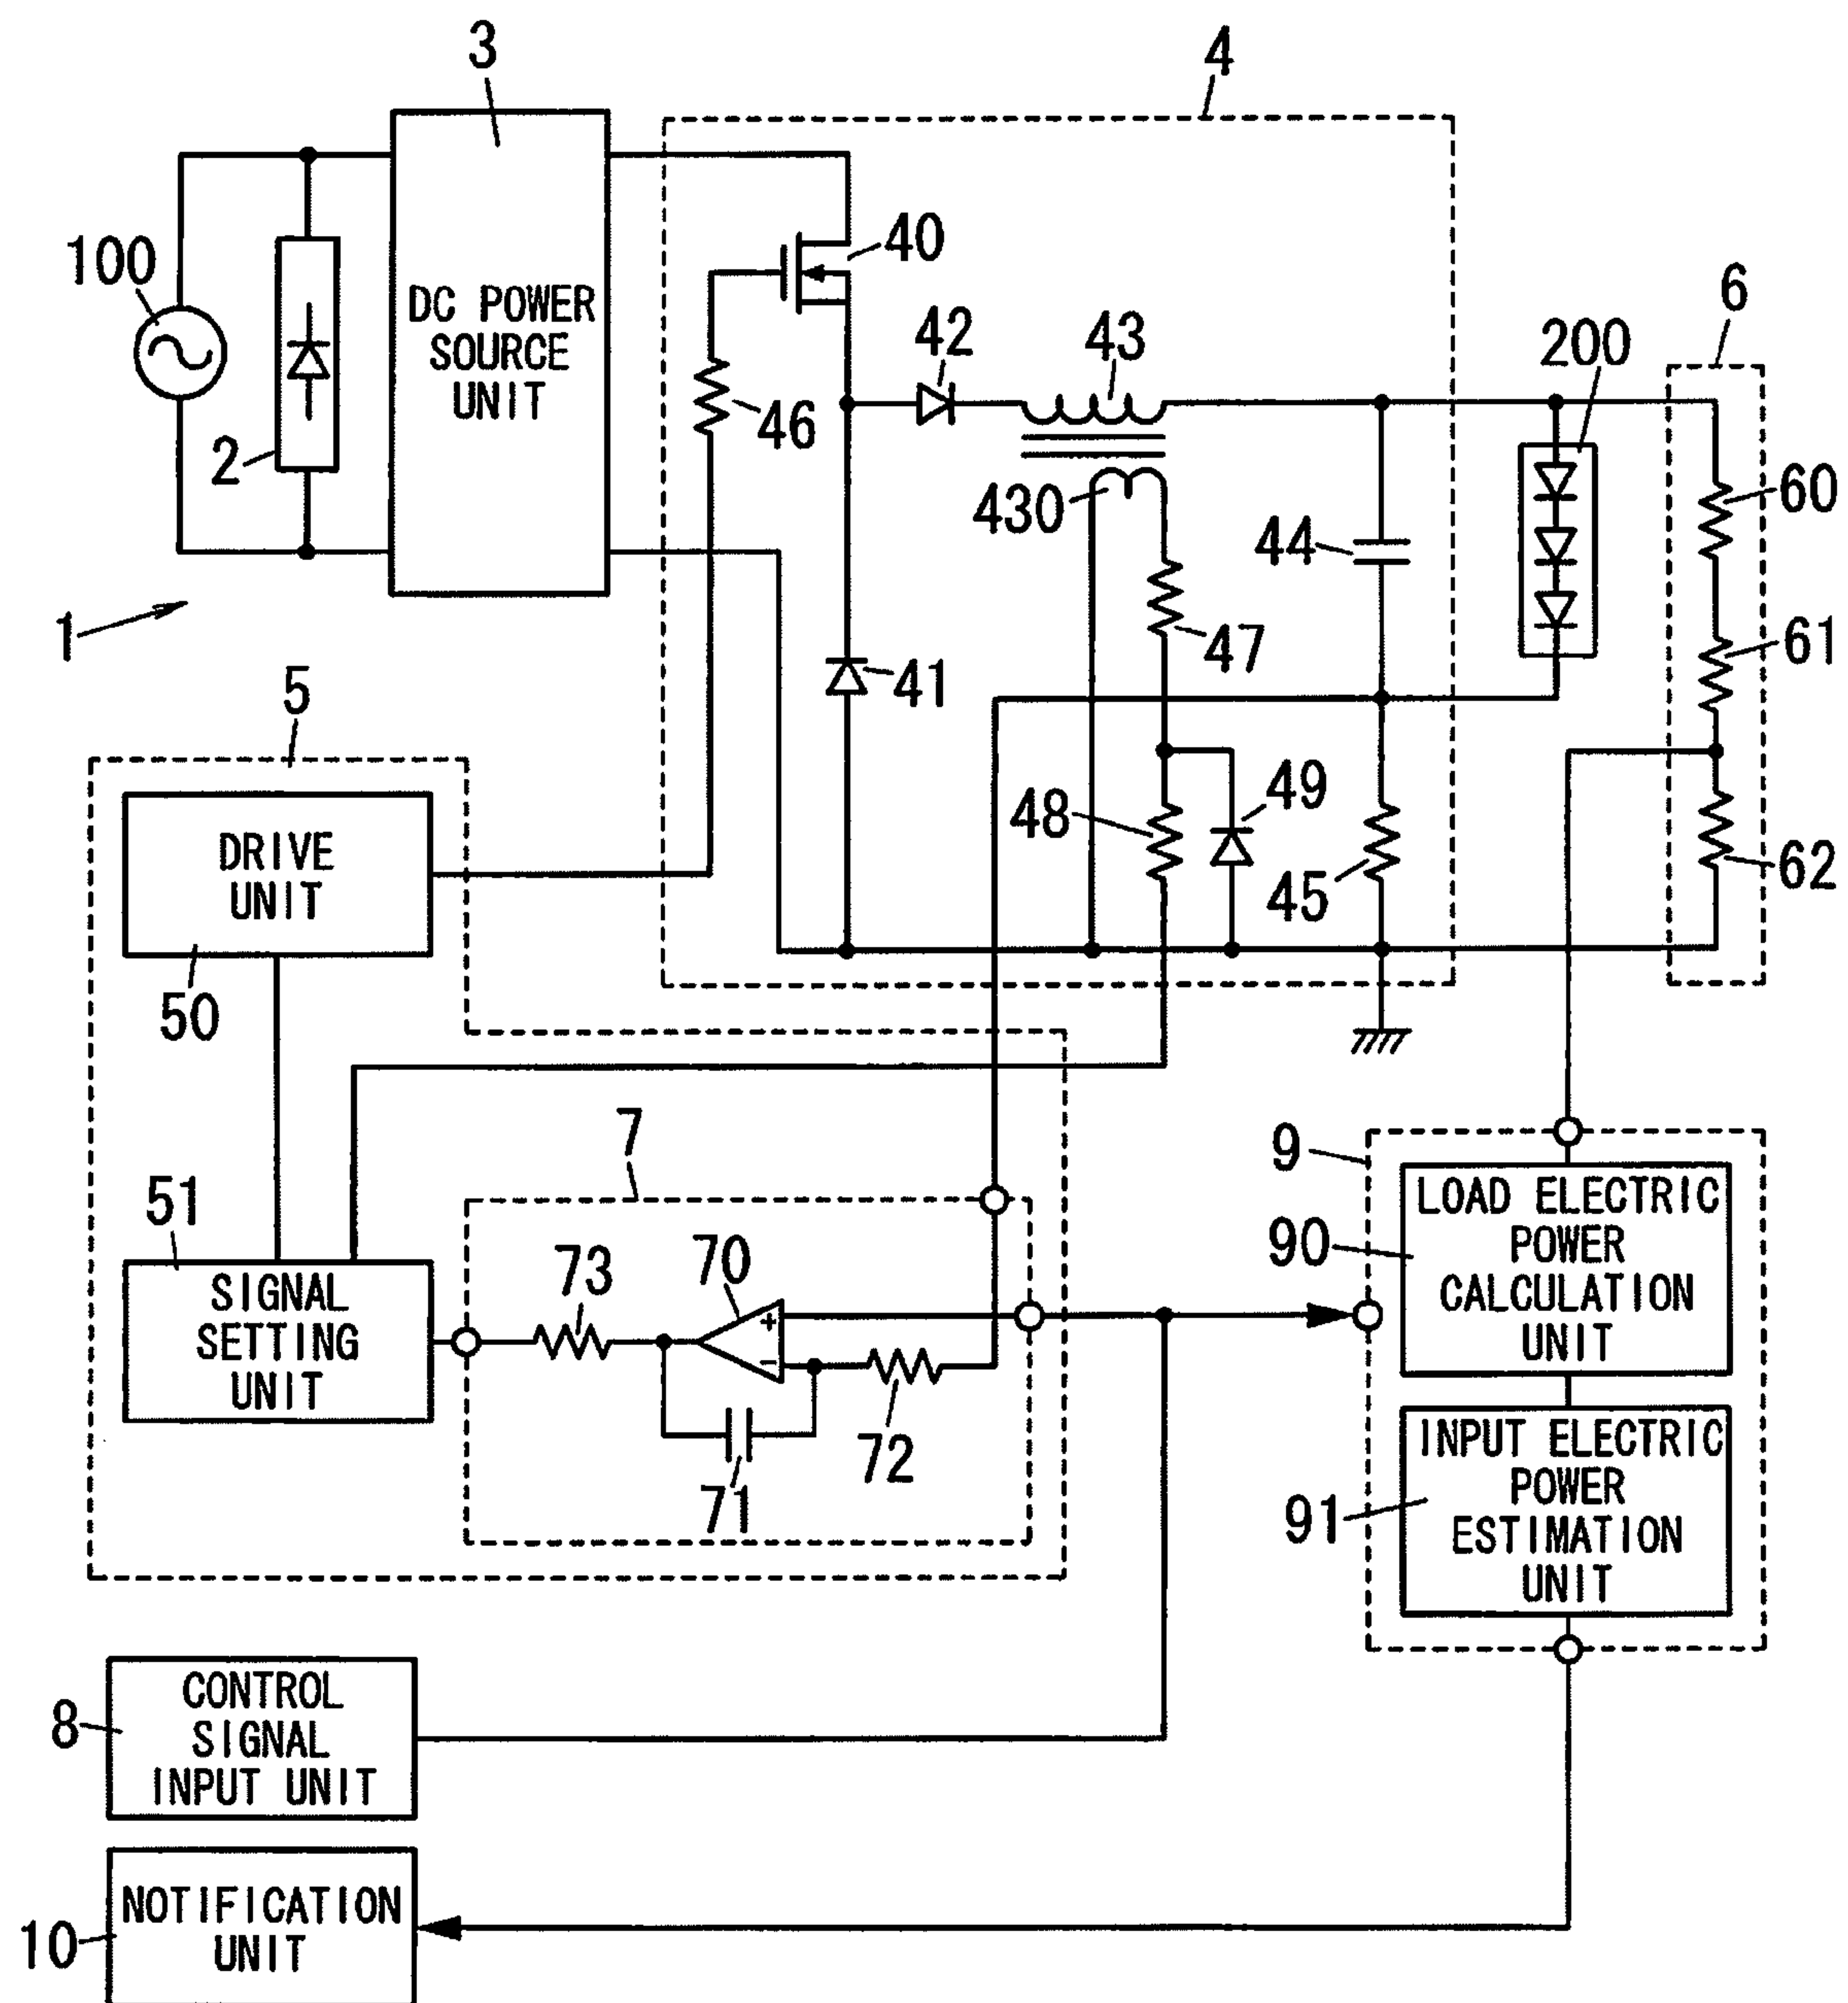 3
4
100
DC POWER
SOURCE
UNIT
40
6
42
43
200
2
46
430
60
44
1
47
61
41
5
49
48
45
62
DRIVE
UNIT
50
7
9
51
73
70
LOAD ELECTRIC
POWER
CALCULATION
UNIT
90
SIGNAL
SETTING
UNIT
+
−
72
71
INPUT ELECTRIC
POWER
ESTIMATION
UNIT
91
8
CONTROL
SIGNAL
INPUT UNIT
10
NOTIFICATION
UNIT